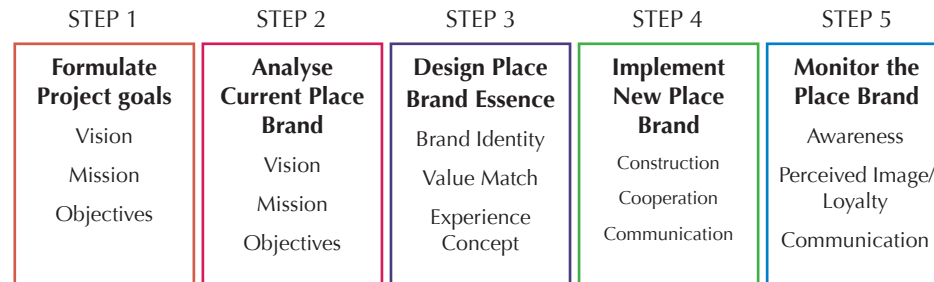 STEP 1
Formulate
Project goals
Vision
Mission
Objectives
STEP 2
Analyse
Current Place
Brand
Vision
Mission
Objectives
STEP 3
Design Place
Brand Essence
Brand Identity
Value Match
Experience
Concept
STEP 4
Implement
New Place
Brand
Construction
Cooperation
Communication
STEP 5
Monitor the
Place Brand
Awareness
Perceived Image/
Loyalty
Communication